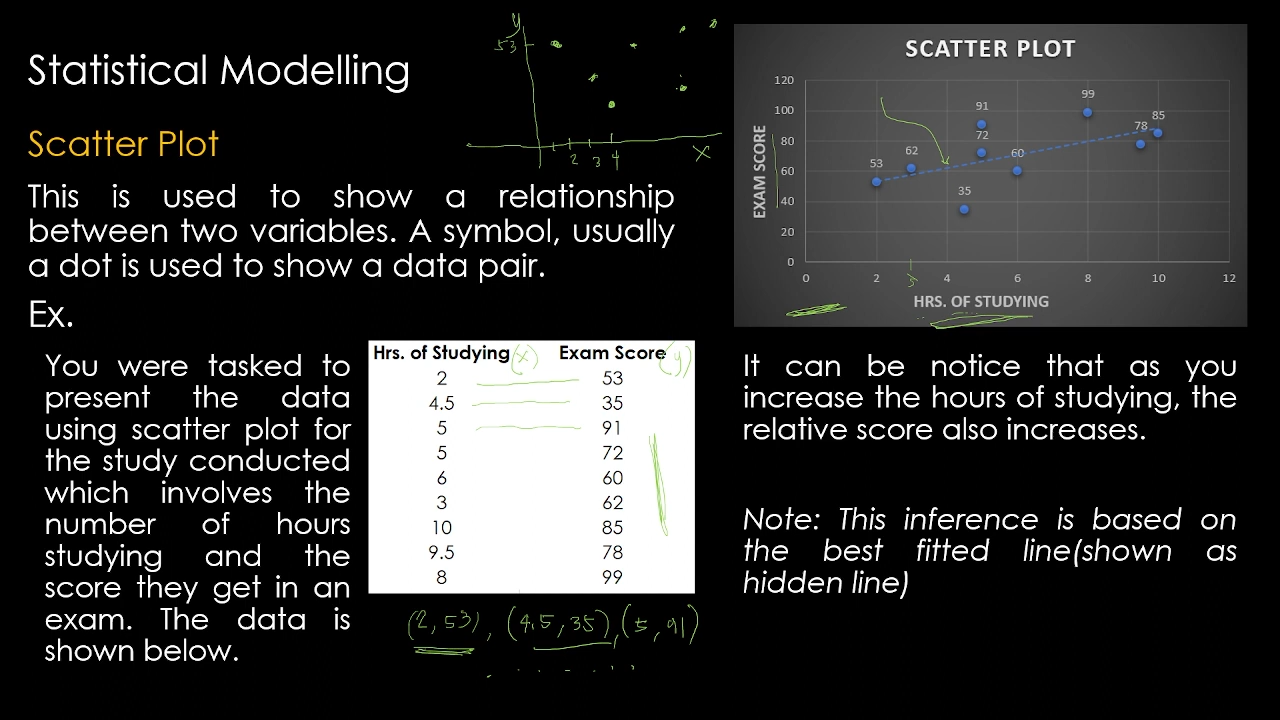 Statistical Modelling
Scatter Plot
This is used to show a relationship
between two variables. A symbol, usually
a dot is used to show a data pair.
Ex.
You were tasked to
present the data
using scatter plot for
the study conducted
which involves the
number of hours
studying and the
score they get in an
exam. The data is
shown below.
y
53
2 3 4
x
Hrs. of Studying (x) Exam Score (y)
2 53
4.5 35
5 91
5 72
6 60
3 62
10 85
9.5 78
8 99
(2, 53), (4.5, 35), (5, 91)
SCATTER PLOT
EXAM SCORE
120
100
80
60
40
20
0
53
62
35
91
72
60
99
78
85
0 2 4 6 8 10 12
3
HRS. OF STUDYING
It can be notice that as you
increase the hours of studying, the
relative score also increases.
Note: This inference is based on
the best fitted line(shown as
hidden line)